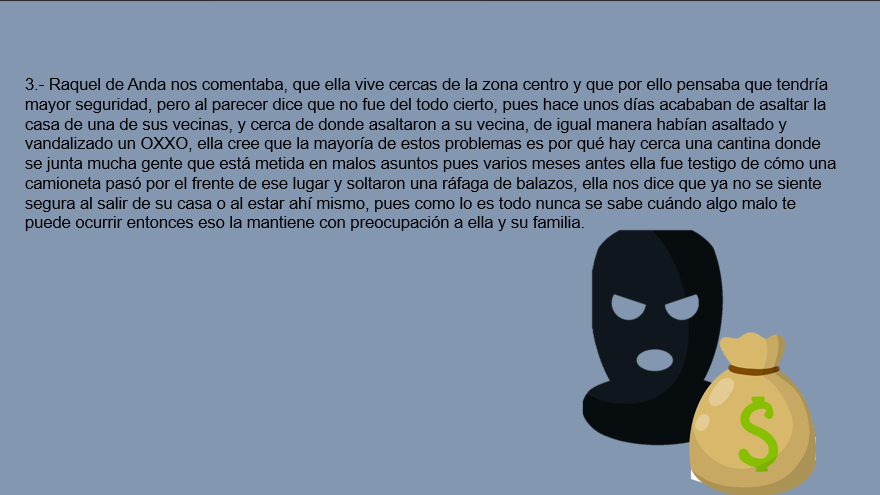 3.- Raquel de Anda nos comentaba, que ella vive cercas de la zona centro y que por ello pensaba que tendría
mayor seguridad, pero al parecer dice que no fue del todo cierto, pues hace unos días acababan de asaltar la
casa de una de sus vecinas, y cerca de donde asaltaron a su vecina, de igual manera habían asaltado y
vandalizado un OXXO, ella cree que la mayoría de estos problemas es por qué hay cerca una cantina donde
se junta mucha gente que está metida en malos asuntos pues varios meses antes ella fue testigo de cómo una
camioneta pasó por el frente de ese lugar y soltaron una ráfaga de balazos, ella nos dice que ya no se siente
segura al salir de su casa o al estar ahí mismo, pues como lo es todo nunca se sabe cuándo algo malo te
puede ocurrir entonces eso la mantiene con preocupación a ella y su familia.
$